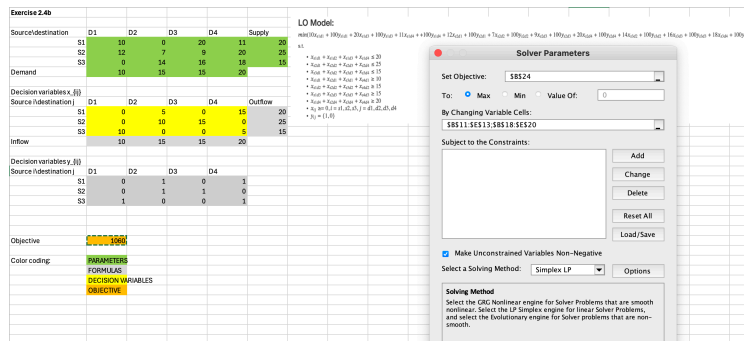 Exercise 2.4b
LO Model:
Source\destination D1 D2 D3 D4 Supply
S1 10 0 20 11 20
S2 12 7 9 20 25
S3 0 14 16 18 15
Demand 10 15 15 20
Decision variables x_{ij}
Source i\destination j D1 D2 D3 D4 Outflow
S1 0 5 0 15 20
S2 0 10 15 0 25
S3 10 0 0 5 15
Inflow 10 15 15 20
Decision variables y_{ij}
Source i\destination j D1 D2 D3 D4
S1 0 1 0 1
S2 0 1 1 0
S3 1 0 0 1
Objective 1060
Color coding: PARAMETERS
FORMULAS
DECISION VARIABLES
OBJECTIVE
s.t.
Solver Parameters
Set Objective: $B$24
To: Max Min Value Of: 0
By Changing Variable Cells:
$B$11:$E$13;$B$18:$E$20
Subject to the Constraints:
Add
Change
Delete
Reset All
Load/Save
Make Unconstrained Variables Non-Negative
Select a Solving Method: Simplex LP Options
Solving Method
Select the GRG Nonlinear engine for Solver Problems that are smooth
nonlinear. Select the LP Simplex engine for linear Solver Problems,
and select the Evolutionary engine for Solver problems that are non-
smooth.